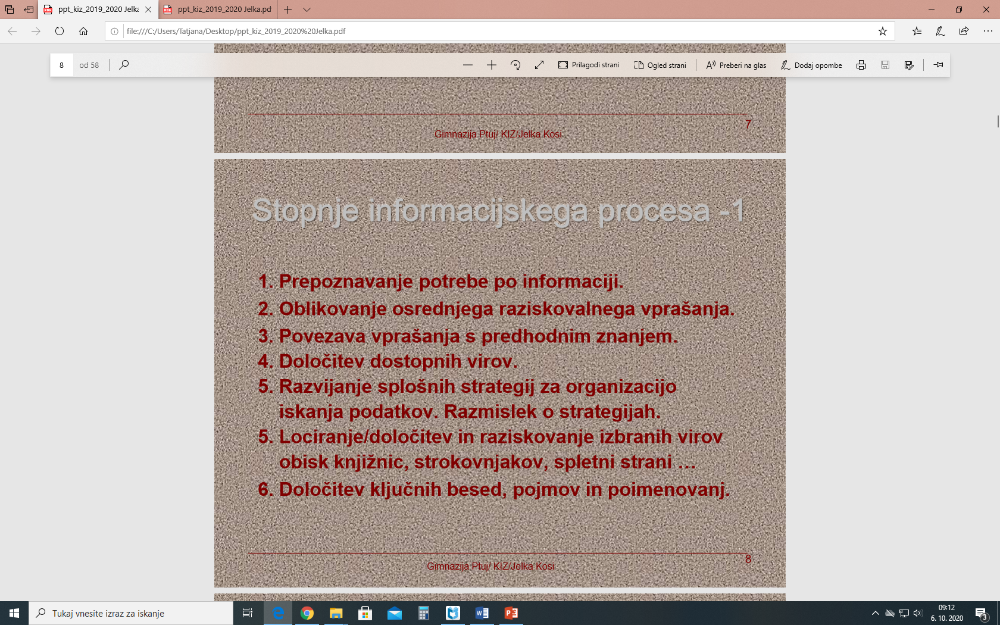 ppt_kiz_2019_2020 Jelka
ppt_kiz_2019_2020 Jelka.pdf
file:///C:/Users/Tatjana/Desktop/ppt_kiz_2019_2020%20Jelka.pdf
8 od 58
Prilagodi strani
Ogled strani
Preberi na glas
Dodaj opombe
7
Gimnazija Ptuj/ KIZ/Jelka Kosi
Stopnje informacijskega procesa -1
1. Prepoznavanje potrebe po informaciji.
2. Oblikovanje osrednjega raziskovalnega vprašanja.
3. Povezava vprašanja s predhodnim znanjem.
4. Določitev dostopnih virov.
5. Razvijanje splošnih strategij za organizacijo
iskanja podatkov. Razmislek o strategijah.
5. Lociranje/določitev in raziskovanje izbranih virov
obisk knjižnic, strokovnjakov, spletni strani ...
6. Določitev ključnih besed, pojmov in poimenovanj.
8
Gimnazija Ptuj/ KIZ/Jelka Kosi
Tukaj vnesite izraz za iskanje
09:12
6. 10. 2020
3